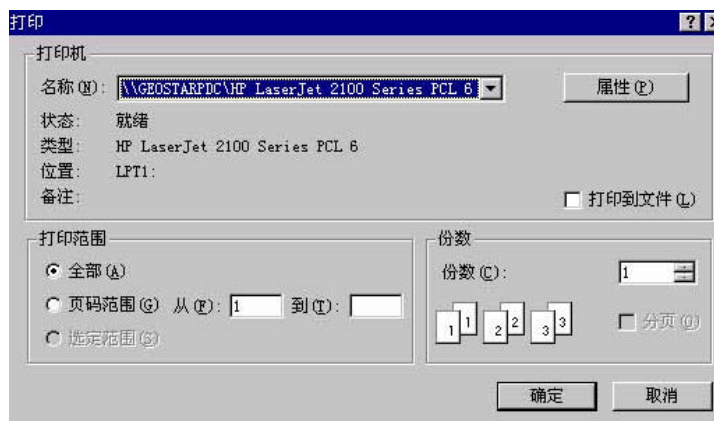 打印
打印机
名称(N): \\GEOSTARPDC\HP LaserJet 2100 Series PCL 6 属性(P)
状态: 就绪
类型: HP LaserJet 2100 Series PCL 6
位置: LPT1:
备注: 打印到文件(L)
打印范围 份数
全部(A) 份数(C): 1
页码范围(G) 从(F): 1 到(T):
1 1 2 2 3 3 分页(O)
选定范围(S)
确定 取消